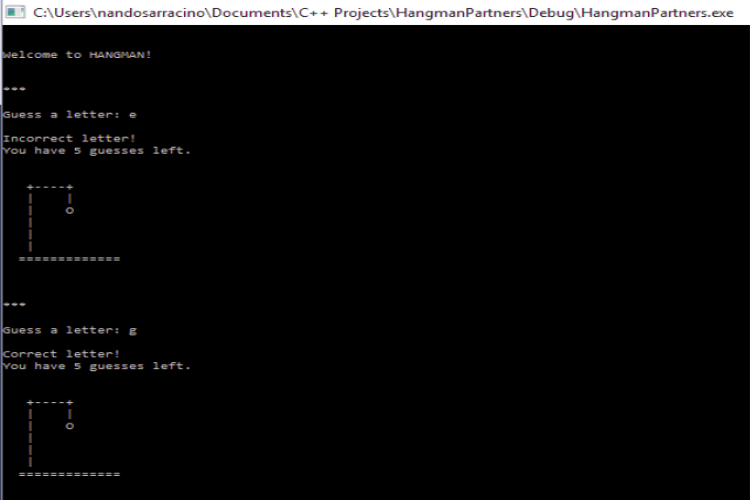 C:\Users\nandosarracino\Documents\C++ Projects\HangmanPartners\Debug\HangmanPartners.exe
Welcome to HANGMAN!
***
Guess a letter: e
Incorrect letter!
You have 5 guesses left.
+----+
|    |
|    O
|
|
|
=============
***
Guess a letter: g
Correct letter!
You have 5 guesses left.
+----+
|    |
|    O
|
|
|
=============